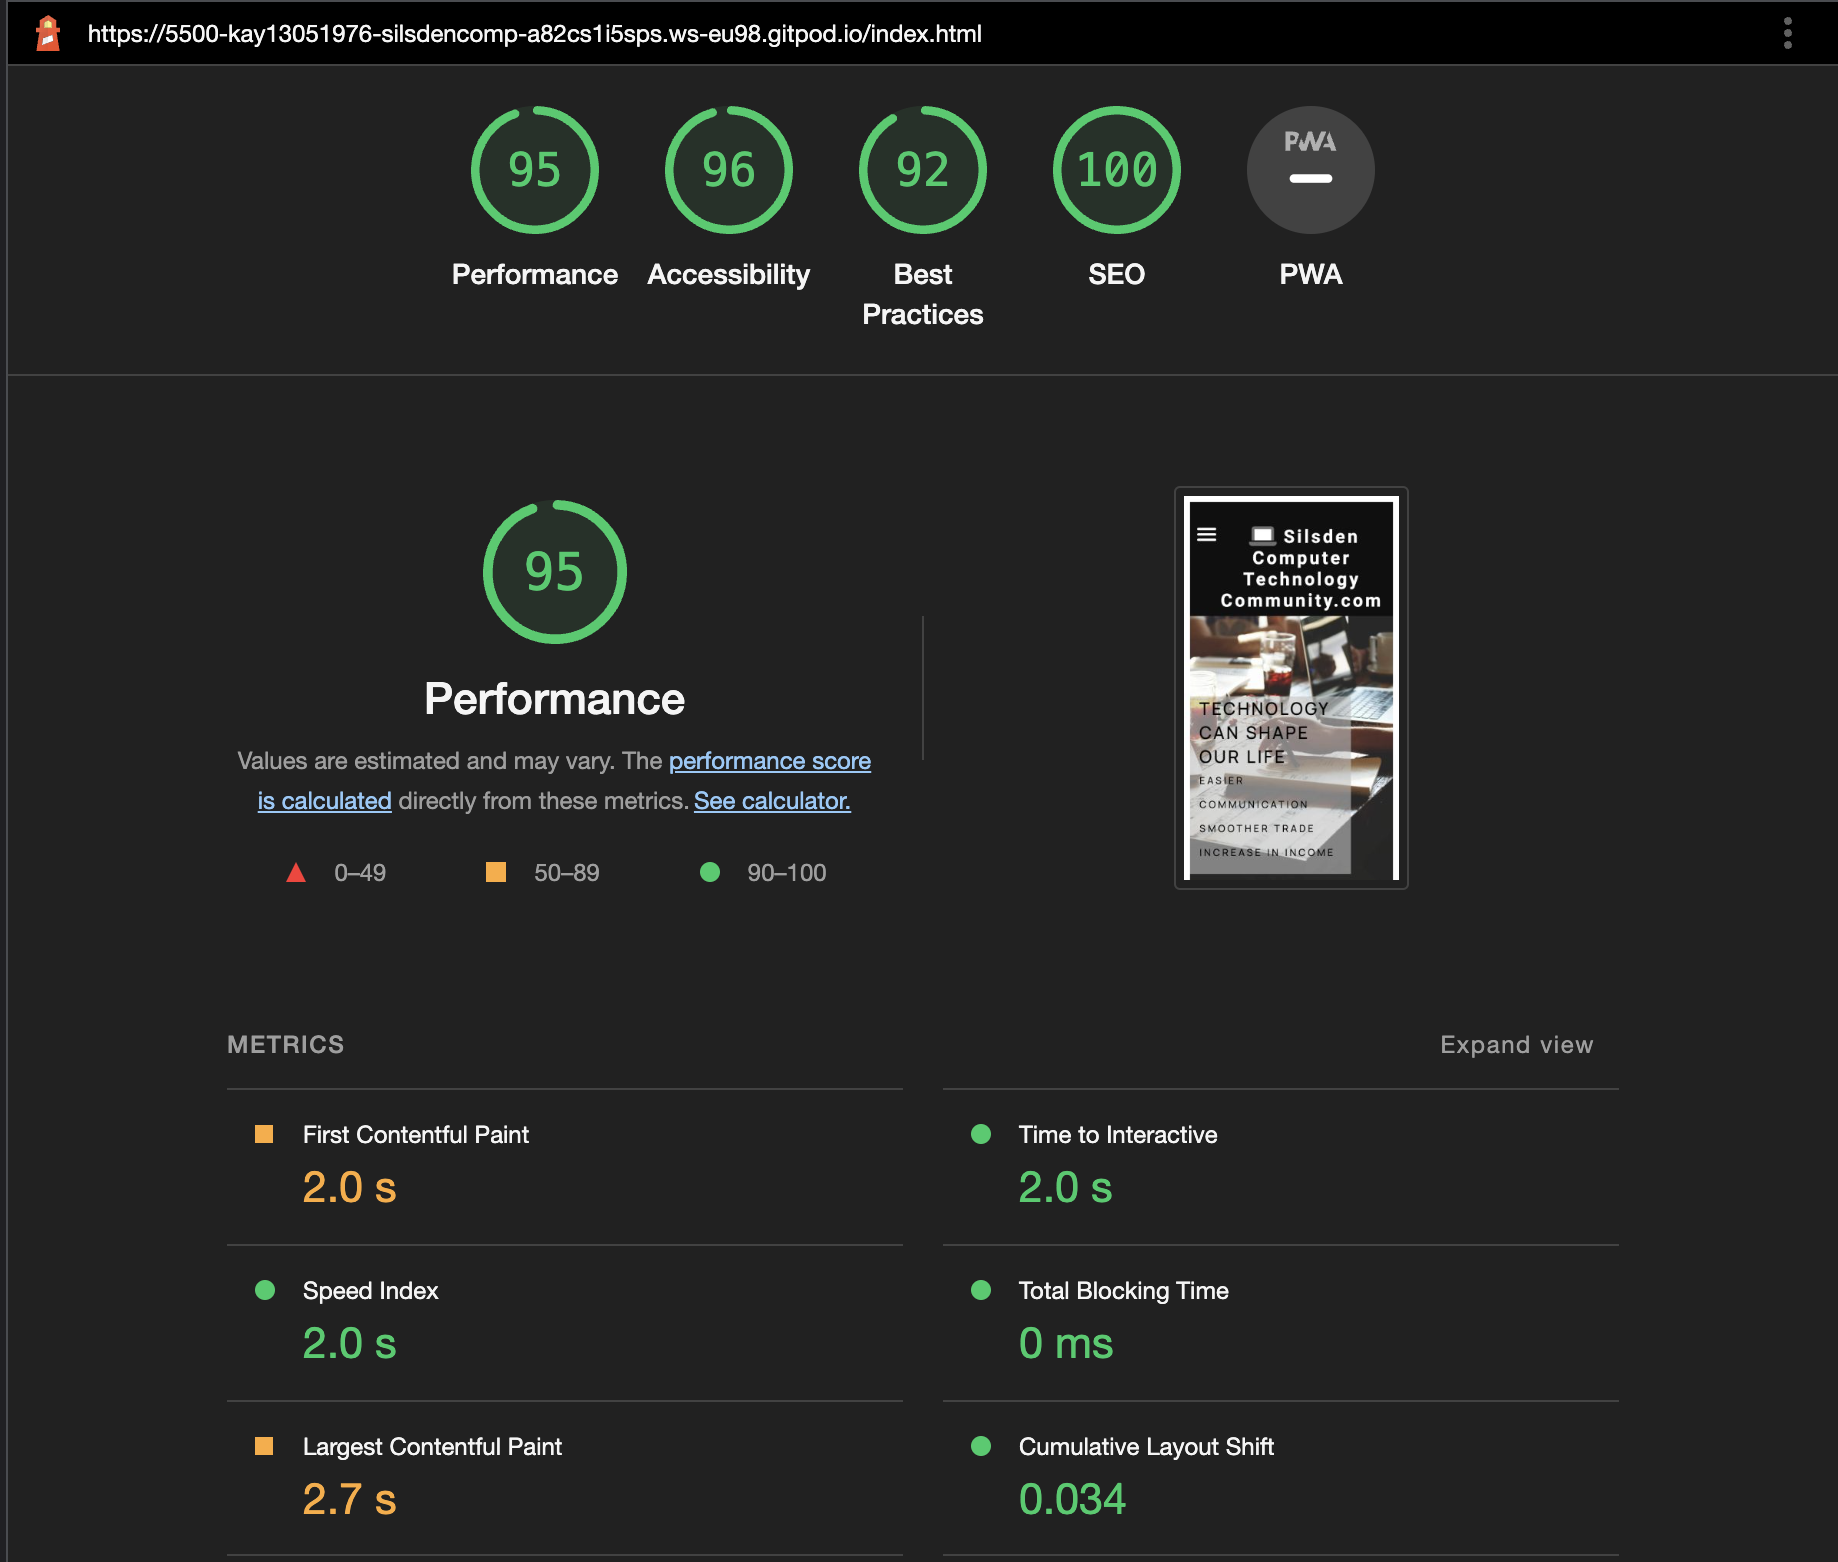 https://5500-kay13051976-silsdencomp-a82cs1i5sps.ws-eu98.gitpod.io/index.html
95
96
92
100
PWA
Performance
Accessibility
Best
Practices
SEO
PWA
95
Performance
Values are estimated and may vary. The performance score
is calculated directly from these metrics. See calculator.
0–49
50–89
90–100
Silsden
Computer
Technology
Community.com
TECHNOLOGY
CAN SHAPE
OUR LIFE
EASIER
COMMUNICATION
SMOOTHER TRADE
INCREASE IN INCOME
METRICS
Expand view
First Contentful Paint
2.0 s
Time to Interactive
2.0 s
Speed Index
2.0 s
Total Blocking Time
0 ms
Largest Contentful Paint
2.7 s
Cumulative Layout Shift
0.034